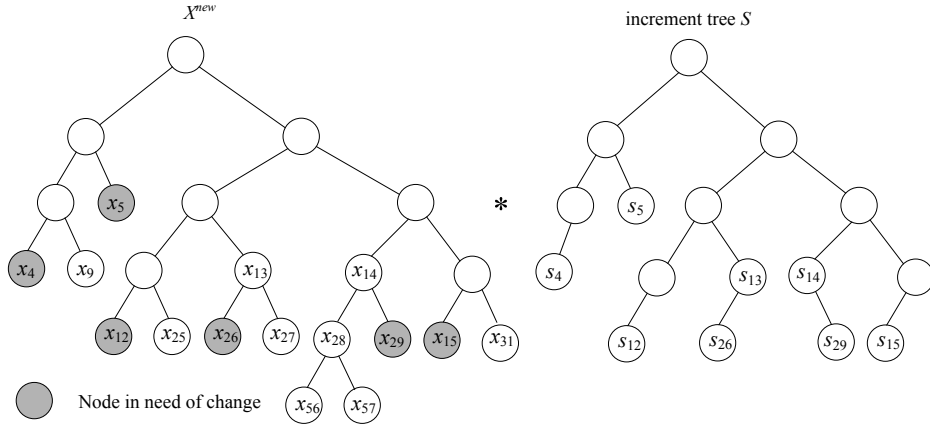 X^new
increment tree S
*
x₅ s₅
x₄ x₉ x₁₃ x₁₄ s₄ s₁₃ s₁₄
x₁₂ x₂₅ x₂₆ x₂₇ x₂₈ x₂₉ x₁₅ x₃₁ s₁₂ s₂₆ s₂₉ s₁₅
Node in need of change x₅₆ x₅₇